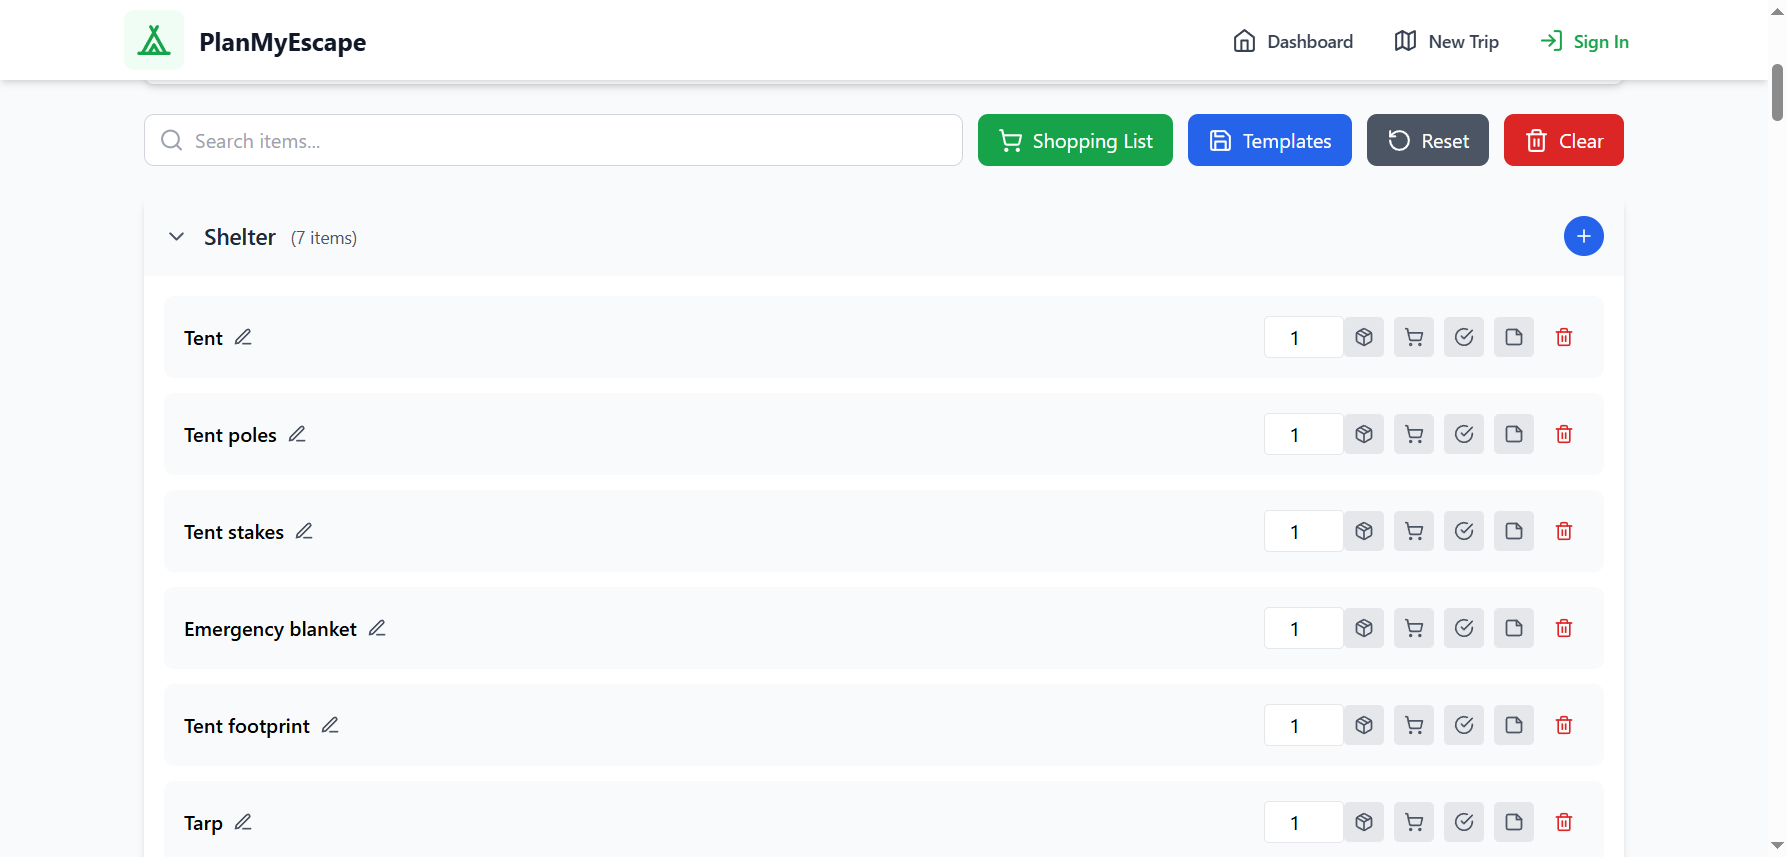 PlanMyEscape
Dashboard
New Trip
Sign In
Search items...
Shopping List
Templates
Reset
Clear
Shelter (7 items)
Tent
1
Tent poles
1
Tent stakes
1
Emergency blanket
1
Tent footprint
1
Tarp
1